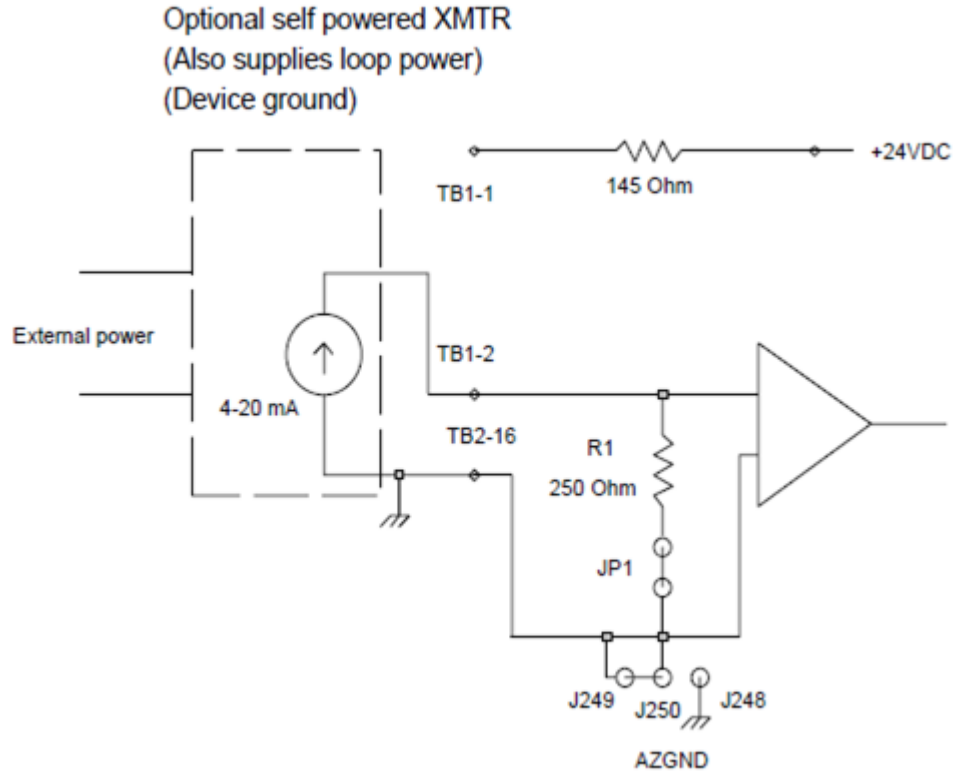 Optional self powered XMTR
(Also supplies loop power)
(Device ground)
+24VDC
TB1-1
145 Ohm
External power
TB1-2
4-20 mA
TB2-16
R1
250 Ohm
JP1
J249
J250
J248
AZGND